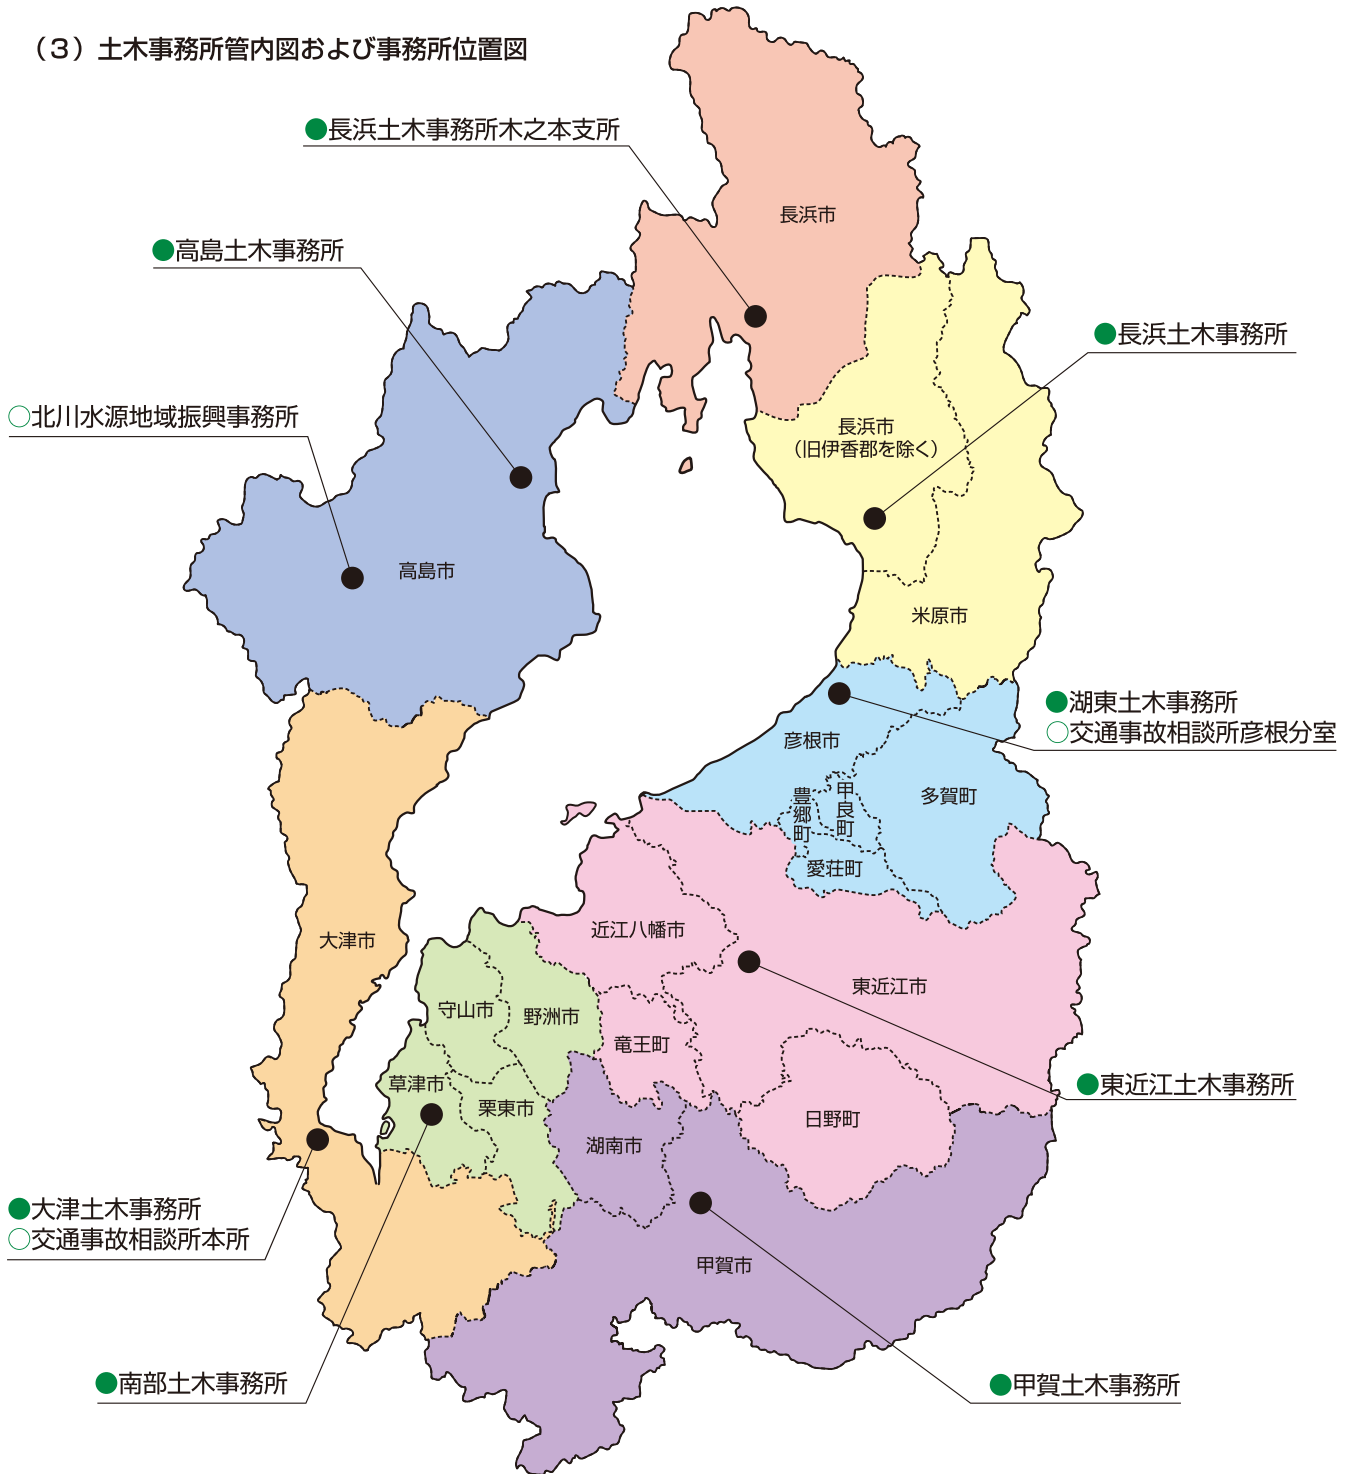 （3）土木事務所管内図および事務所位置図
●長浜土木事務所木之本支所
長浜市
●高島土木事務所
●長浜土木事務所
○北川水源地域振興事務所
長浜市
（旧伊香郡を除く）
高島市
米原市
●湖東土木事務所
○交通事故相談所彦根分室
彦根市
豊郷町
甲良町
多賀町
愛荘町
大津市
近江八幡市
東近江市
守山市
野洲市
竜王町
草津市
栗東市
●東近江土木事務所
日野町
湖南市
●大津土木事務所
○交通事故相談所本所
甲賀市
●南部土木事務所
●甲賀土木事務所